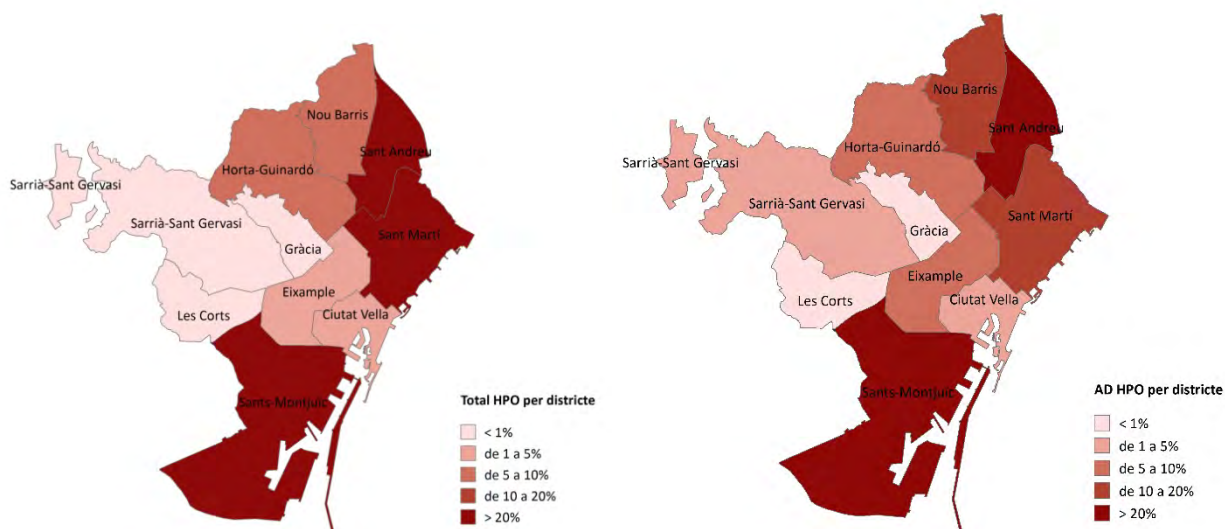 Nou Barris
Sant Andreu
Horta-Guinardó
Sarrià-Sant Gervasi
Sarrià-Sant Gervasi
Gràcia
Sant Martí
Eixample
Les Corts
Ciutat Vella
Sants-Montjuïc
Total HPO per districte
< 1%
de 1 a 5%
de 5 a 10%
de 10 a 20%
> 20%
Nou Barris
Sant Andreu
Horta-Guinardó
Sarrià-Sant Gervasi
Sarrià-Sant Gervasi
Sant Martí
Gràcia
Eixample
Les Corts
Ciutat Vella
Sants-Montjuïc
AD HPO per districte
< 1%
de 1 a 5%
de 5 a 10%
de 10 a 20%
> 20%